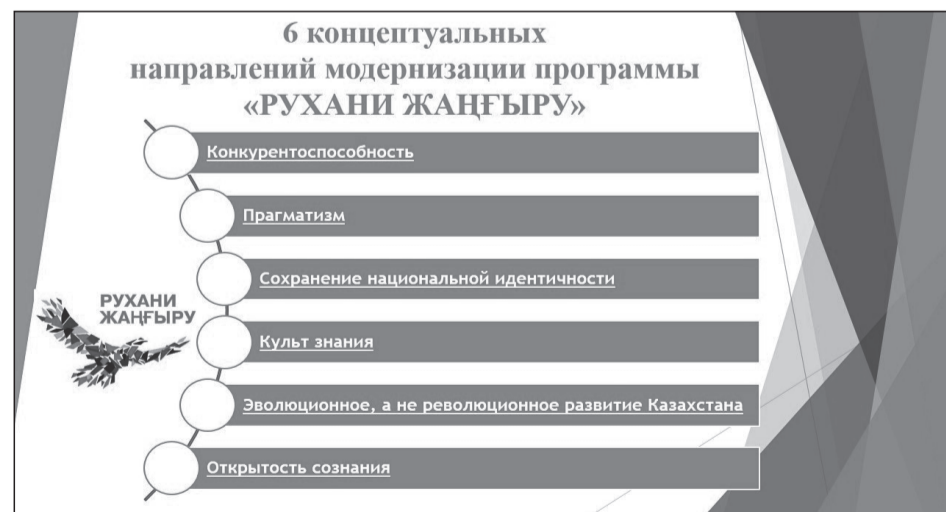 6 концептуальных
направлений модернизации программы
«РУХАНИ ЖАҢҒЫРУ»
Конкурентоспособность
Прагматизм
Сохранение национальной идентичности
РУХАНИ
ЖАҢҒЫРУ
Культ знания
Эволюционное, а не революционное развитие Казахстана
Открытость сознания